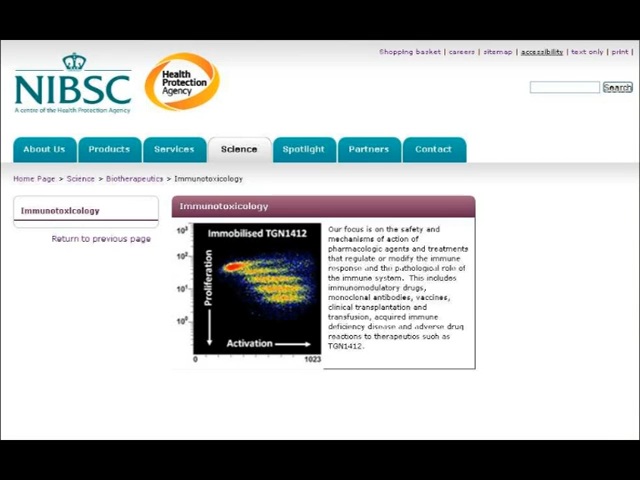 Shopping basket | careers | sitemap | accessibility | text only | print |
NIBSC
A centre of the Health Protection Agency
Health
Protection
Agency
Search
About Us
Products
Services
Science
Spotlight
Partners
Contact
Home Page > Science > Biotherapeutics > Immunotoxicology
Immunotoxicology
Return to previous page
Immunotoxicology
Immobilised TGN1412
10³
10²
10¹
10⁰
Proliferation
Activation
0
1023
Our focus is on the safety and
mechanisms of action of
pharmacologic agents and treatments
that regulate or modify the immune
response and the pathological role of
the immune system. This includes
immunomodulatory drugs,
monoclonal antibodies, vaccines,
clinical transplantation and
transfusion, acquired immune
deficiency disease and adverse drug
reactions to therapeutics such as
TGN1412.